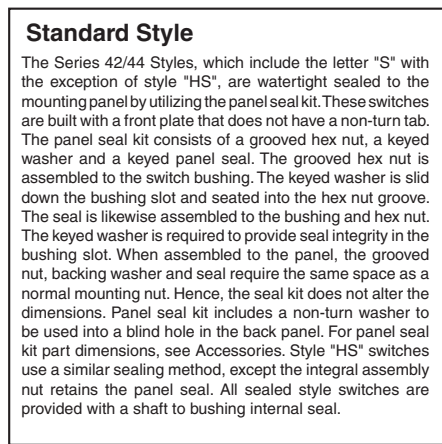 Standard Style
The Series 42/44 Styles, which include the letter "S" with
the exception of style "HS", are watertight sealed to the
mounting panel by utilizing the panel seal kit. These switches
are built with a front plate that does not have a non-turn tab.
The panel seal kit consists of a grooved hex nut, a keyed
washer and a keyed panel seal. The grooved hex nut is
assembled to the switch bushing. The keyed washer is slid
down the bushing slot and seated into the hex nut groove.
The seal is likewise assembled to the bushing and hex nut.
The keyed washer is required to provide seal integrity in the
bushing slot. When assembled to the panel, the grooved
nut, backing washer and seal require the same space as a
normal mounting nut. Hence, the seal kit does not alter the
dimensions. Panel seal kit includes a non-turn washer to
be used into a blind hole in the back panel. For panel seal
kit part dimensions, see Accessories. Style "HS" switches
use a similar sealing method, except the integral assembly
nut retains the panel seal. All sealed style switches are
provided with a shaft to bushing internal seal.